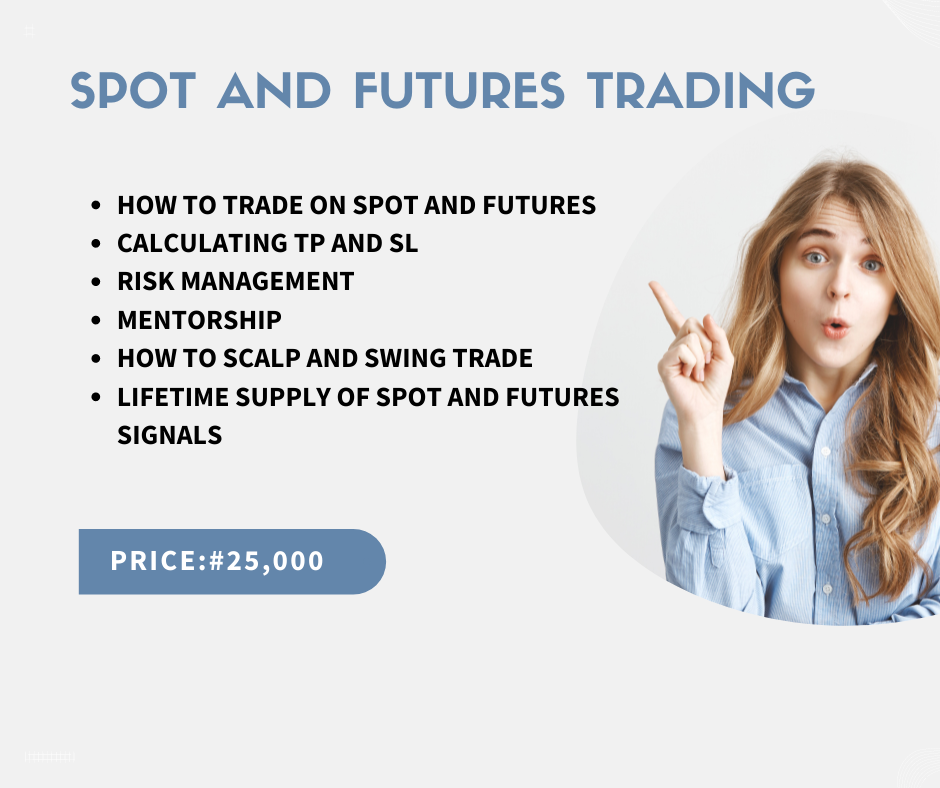 SPOT AND FUTURES TRADING
HOW TO TRADE ON SPOT AND FUTURES
CALCULATING TP AND SL
RISK MANAGEMENT
MENTORSHIP
HOW TO SCALP AND SWING TRADE
LIFETIME SUPPLY OF SPOT AND FUTURES
SIGNALS
PRICE:#25,000